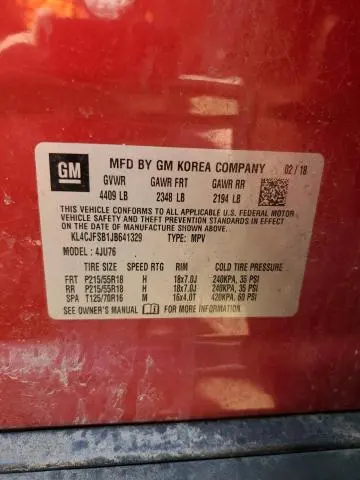 GM
MFD BY GM KOREA COMPANY 02/18
GVWR GAWR FRT GAWR RR
4409 LB 2348 LB 2194 LB
THIS VEHICLE CONFORMS TO ALL APPLICABLE U.S. FEDERAL MOTOR
VEHICLE SAFETY AND THEFT PREVENTION STANDARDS IN EFFECT ON
THE DATE OF MANUFACTURE SHOWN ABOVE.
KL4CJFSB1JB641329 TYPE: MPV
MODEL: 4JU76
TIRE SIZE SPEED RTG RIM COLD TIRE PRESSURE
FRT P215/55R18 H 18x7.0J 240KPA, 35 PSI
RR P215/55R18 H 18x7.0J 240KPA, 35 PSI
SPA T125/70R16 M 16x4.0T 420KPA, 60 PSI
SEE OWNER'S MANUAL FOR MORE INFORMATION